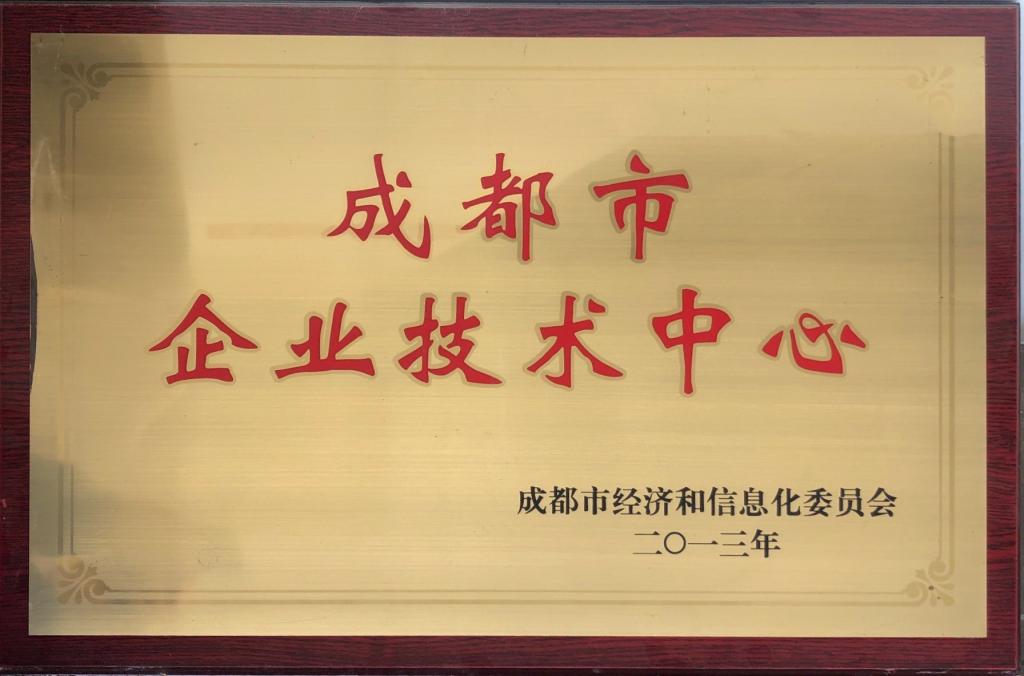 成都市
企业技术中心
成都市经济和信息化委员会
二〇一三年